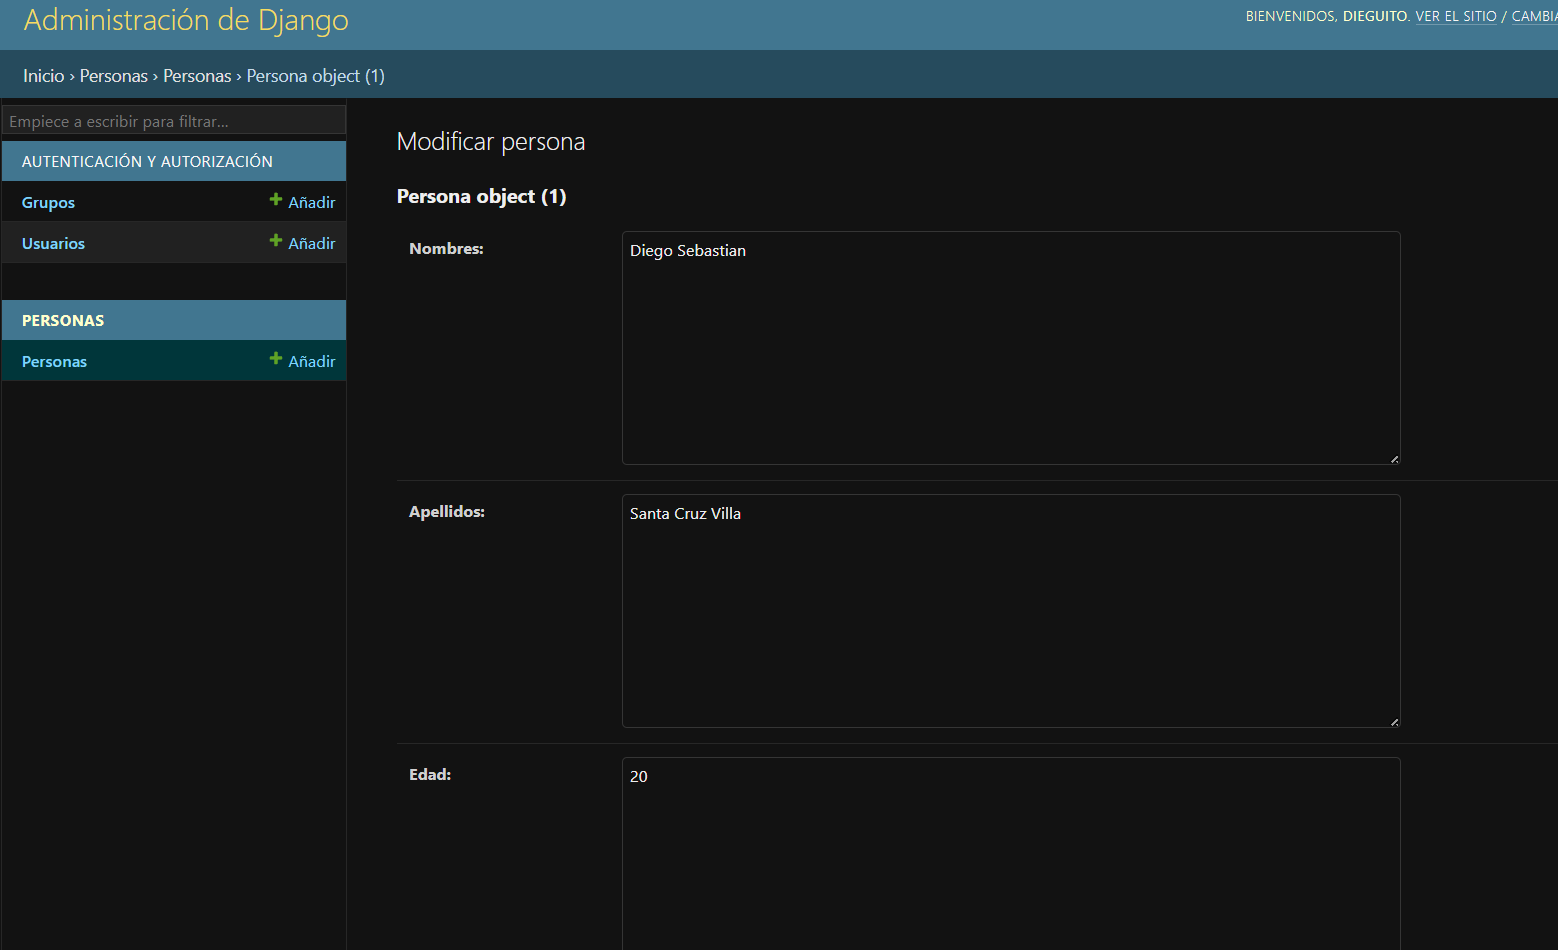 Administración de Django
BIENVENIDOS, DIEGUITO. VER EL SITIO / CAMBIA
Inicio › Personas › Personas › Persona object (1)
Empiece a escribir para filtrar...
AUTENTICACIÓN Y AUTORIZACIÓN
Grupos
Añadir
Usuarios
Añadir
PERSONAS
Personas
Añadir
Modificar persona
Persona object (1)
Nombres:
Diego Sebastian
Apellidos:
Santa Cruz Villa
Edad:
20